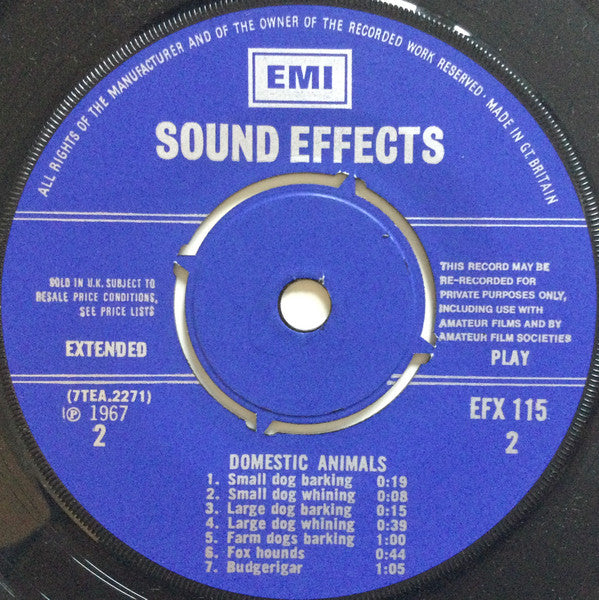 ALL RIGHTS OF THE MANUFACTURER AND OF THE OWNER OF THE RECORDED WORK RESERVED · MADE IN GT. BRITAIN
EMI
SOUND EFFECTS
SOLD IN U.K. SUBJECT TO
RESALE PRICE CONDITIONS,
SEE PRICE LISTS
THIS RECORD MAY BE
RE-RECORDED FOR
PRIVATE PURPOSES ONLY,
INCLUDING USE WITH
AMATEUR FILMS AND BY
AMATEUR FILM SOCIETIES
EXTENDED
PLAY
(7TEA.2271)
℗ 1967
2
EFX 115
2
DOMESTIC ANIMALS
1. Small dog barking 0:19
2. Small dog whining 0:08
3. Large dog barking 0:15
4. Large dog whining 0:39
5. Farm dogs barking 1:00
6. Fox hounds 0:44
7. Budgerigar 1:05